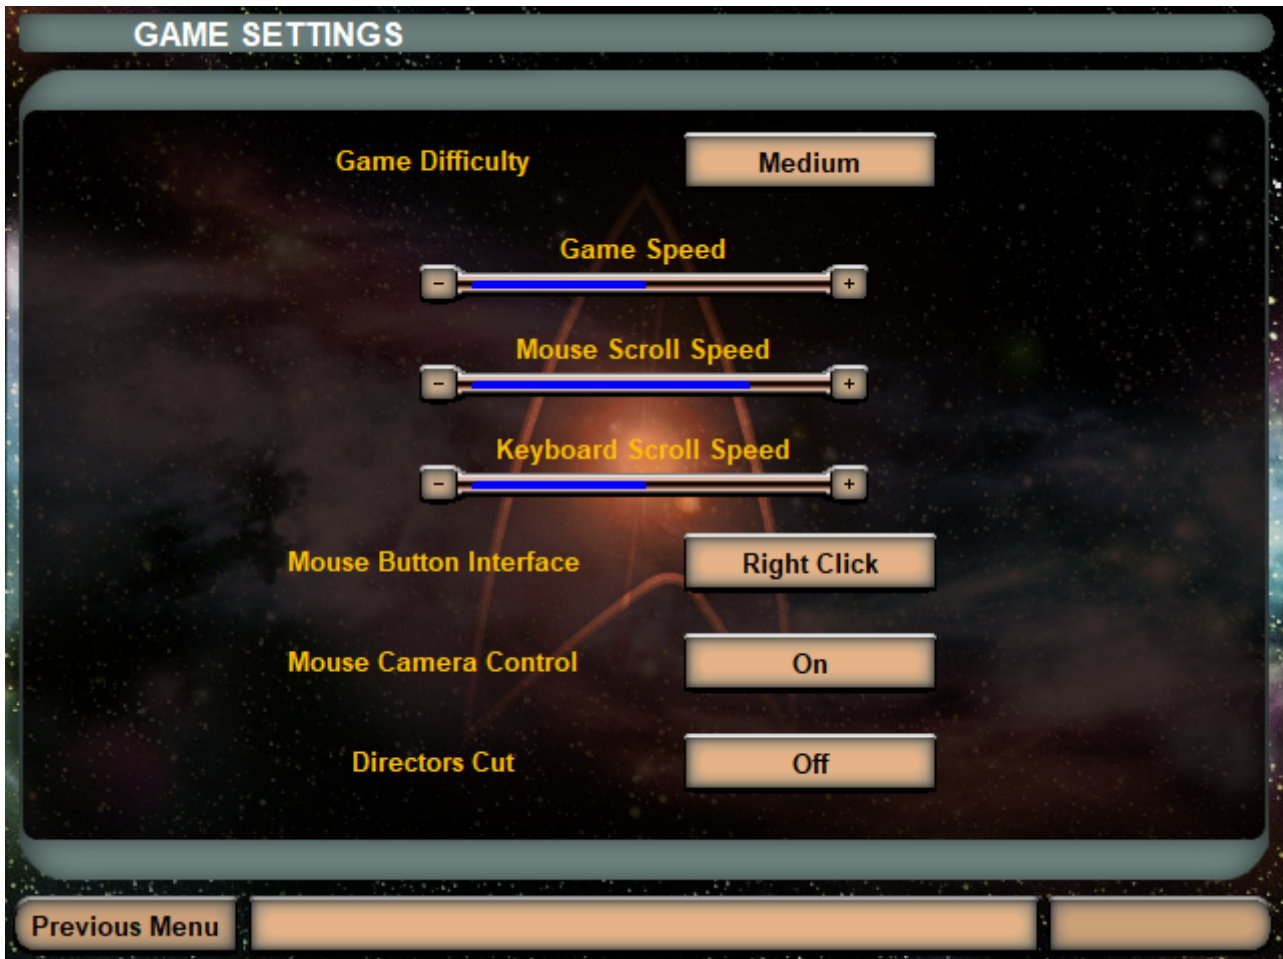 GAME SETTINGS
Game Difficulty Medium
Game Speed
- +
Mouse Scroll Speed
- +
Keyboard Scroll Speed
- +
Mouse Button Interface Right Click
Mouse Camera Control On
Directors Cut Off
Previous Menu